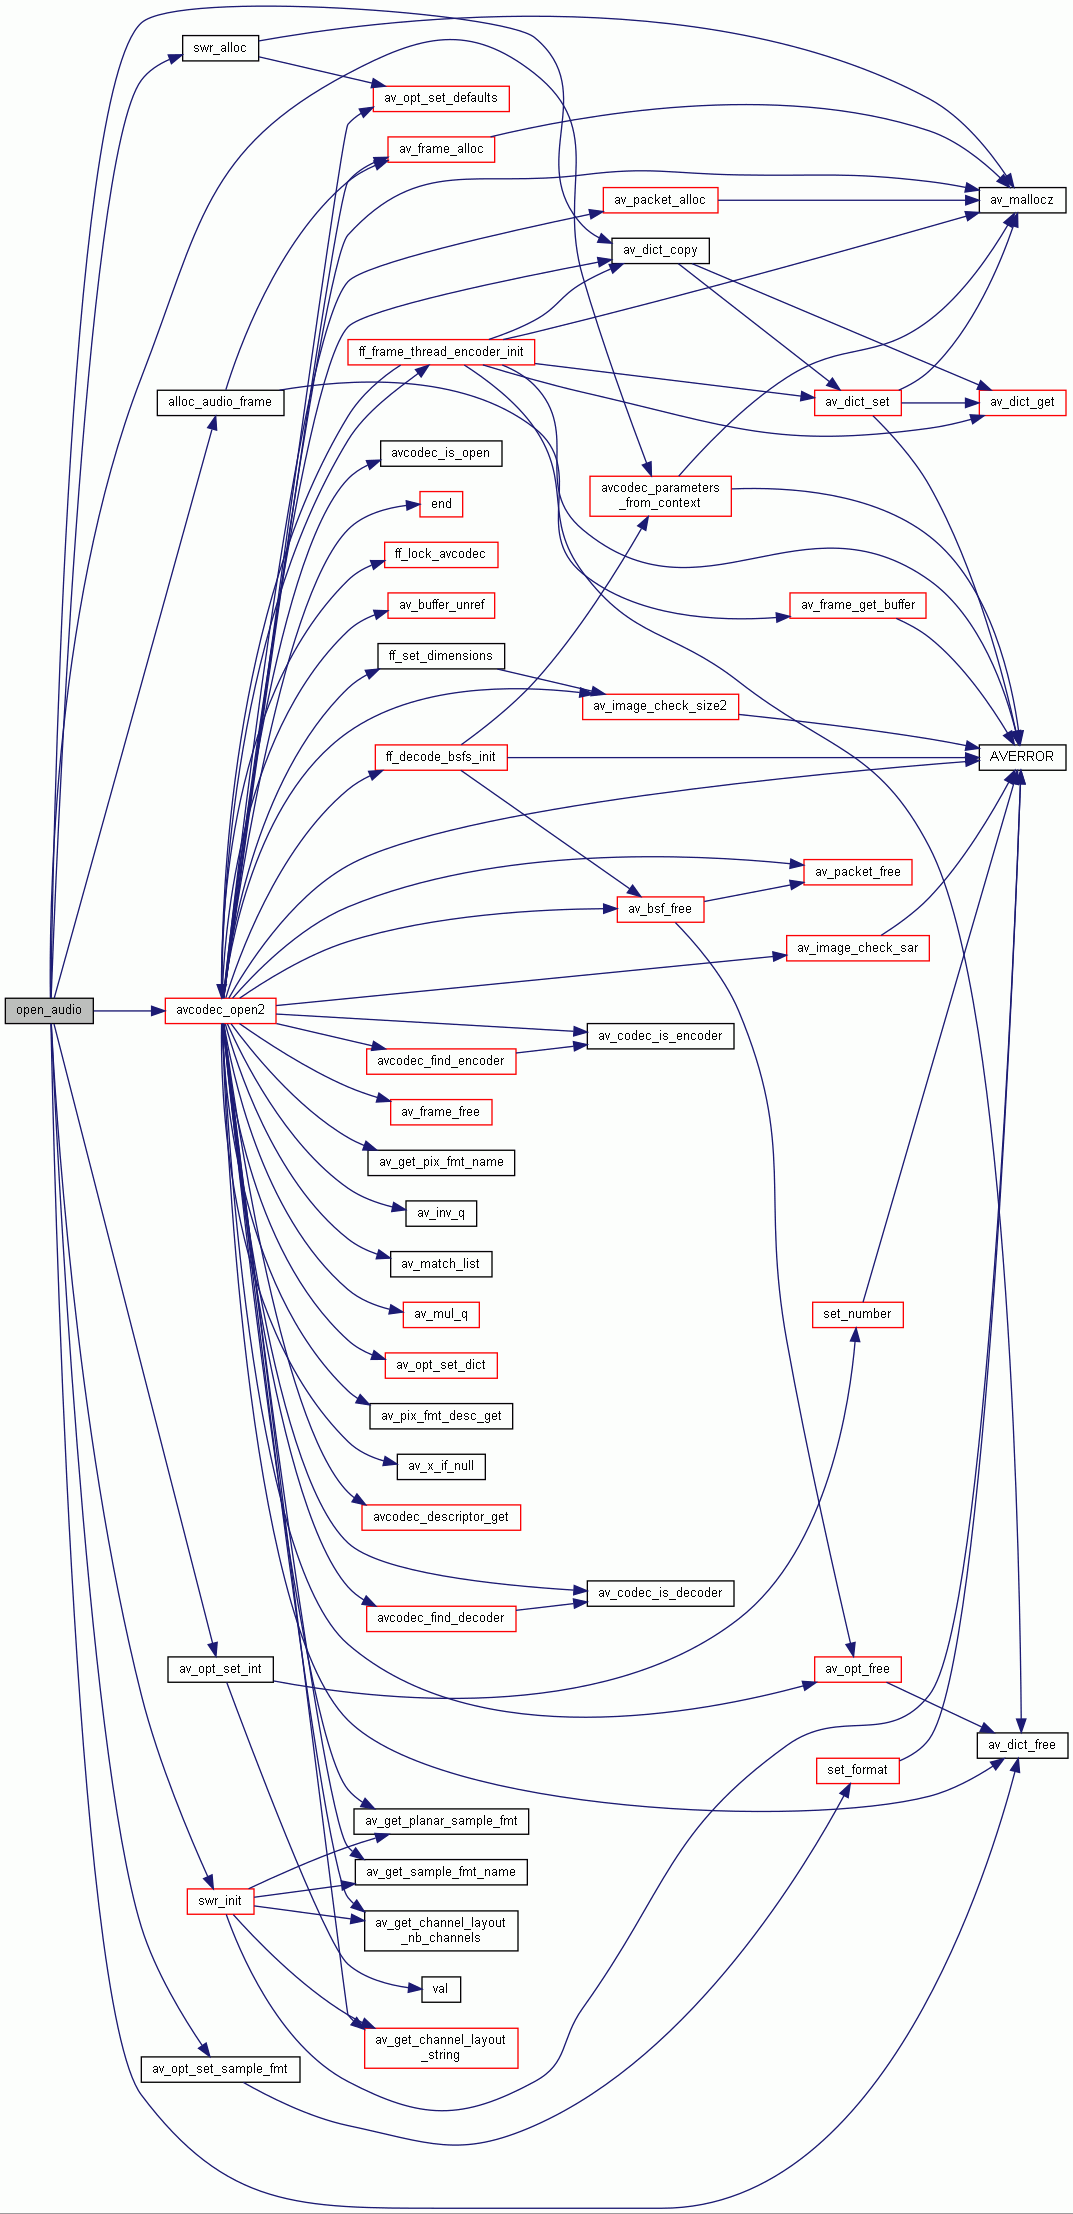 swr_alloc
av_opt_set_defaults
av_frame_alloc
av_packet_alloc
av_mallocz
av_dict_copy
ff_frame_thread_encoder_init
alloc_audio_frame
av_dict_set
av_dict_get
avcodec_is_open
avcodec_parameters
_from_context
end
ff_lock_avcodec
av_buffer_unref
av_frame_get_buffer
ff_set_dimensions
av_image_check_size2
ff_decode_bsfs_init
AVERROR
av_packet_free
av_bsf_free
av_image_check_sar
open_audio
avcodec_open2
av_codec_is_encoder
avcodec_find_encoder
av_frame_free
av_get_pix_fmt_name
av_inv_q
av_match_list
av_mul_q
set_number
av_opt_set_dict
av_pix_fmt_desc_get
av_x_if_null
avcodec_descriptor_get
av_codec_is_decoder
avcodec_find_decoder
av_opt_set_int
av_opt_free
av_dict_free
set_format
av_get_planar_sample_fmt
av_get_sample_fmt_name
swr_init
av_get_channel_layout
_nb_channels
val
av_get_channel_layout
_string
av_opt_set_sample_fmt